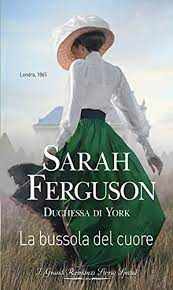 Londra, 1865
SARAH
FERGUSON
DUCHESSA DI YORK
La bussola del cuore
I Grandi Romanzi Storici Special